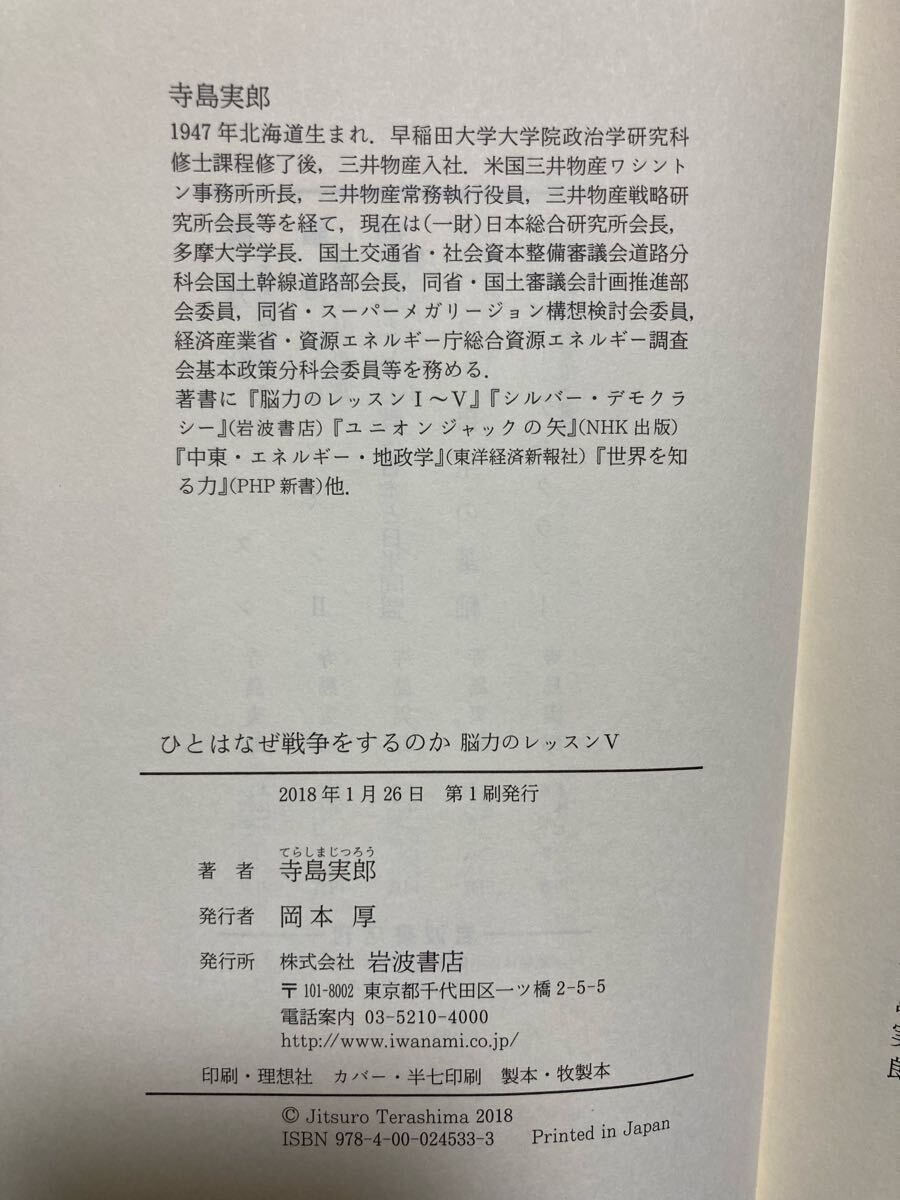 寺島実郎
1947年北海道生まれ．早稲田大学大学院政治学研究科
修士課程修了後，三井物産入社．米国三井物産ワシント
ン事務所所長，三井物産常務執行役員，三井物産戦略研
究所会長等を経て，現在は(一財)日本総合研究所会長，
多摩大学学長．国土交通省・社会資本整備審議会道路分
科会国土幹線道路部会長，同省・国土審議会計画推進部
会委員，同省・スーパーメガリージョン構想検討会委員，
経済産業省・資源エネルギー庁総合資源エネルギー調査
会基本政策分科会委員等を務める．
著書に『脳力のレッスンⅠ～Ⅴ』『シルバー・デモクラ
シー』(岩波書店)『ユニオンジャックの矢』(NHK出版)
『中東・エネルギー・地政学』(東洋経済新報社)『世界を知
る力』(PHP新書)他．
ひとはなぜ戦争をするのか 脳力のレッスンⅤ
2018年1月26日 第1刷発行
てらしまじつろう
著者 寺島実郎
発行者 岡本 厚
発行所 株式会社 岩波書店
〒101-8002 東京都千代田区一ツ橋2-5-5
電話案内 03-5210-4000
http://www.iwanami.co.jp/
印刷・理想社 カバー・半七印刷 製本・牧製本
© Jitsuro Terashima 2018
ISBN 978-4-00-024533-3 Printed in Japan